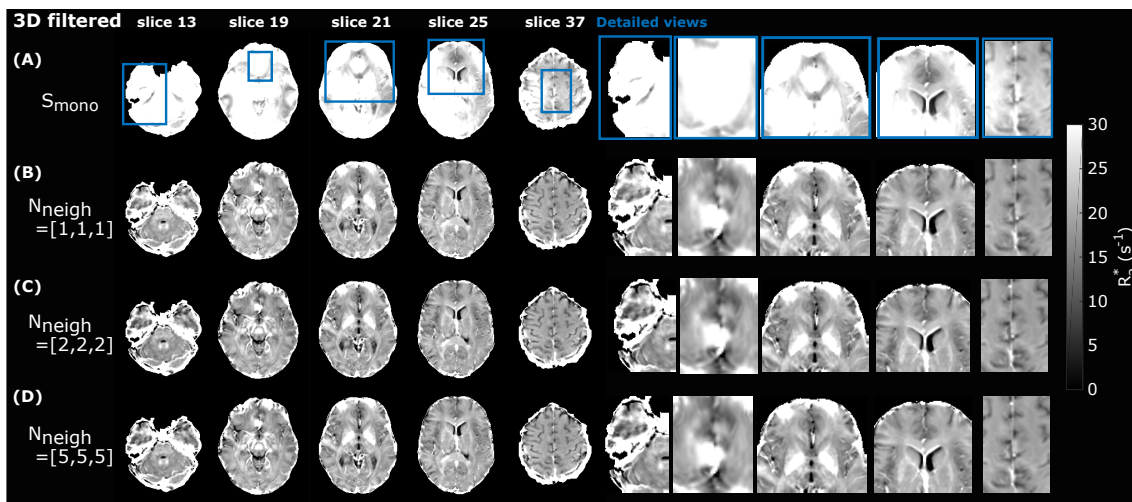 3D filtered slice 13 slice 19 slice 21 slice 25 slice 37 Detailed views
(A)
Smono
(B)
Nneigh
=[1,1,1]
(C)
Nneigh
=[2,2,2]
(D)
Nneigh
=[5,5,5]
30
25
20
15
10
5
0
R2* (s-1)